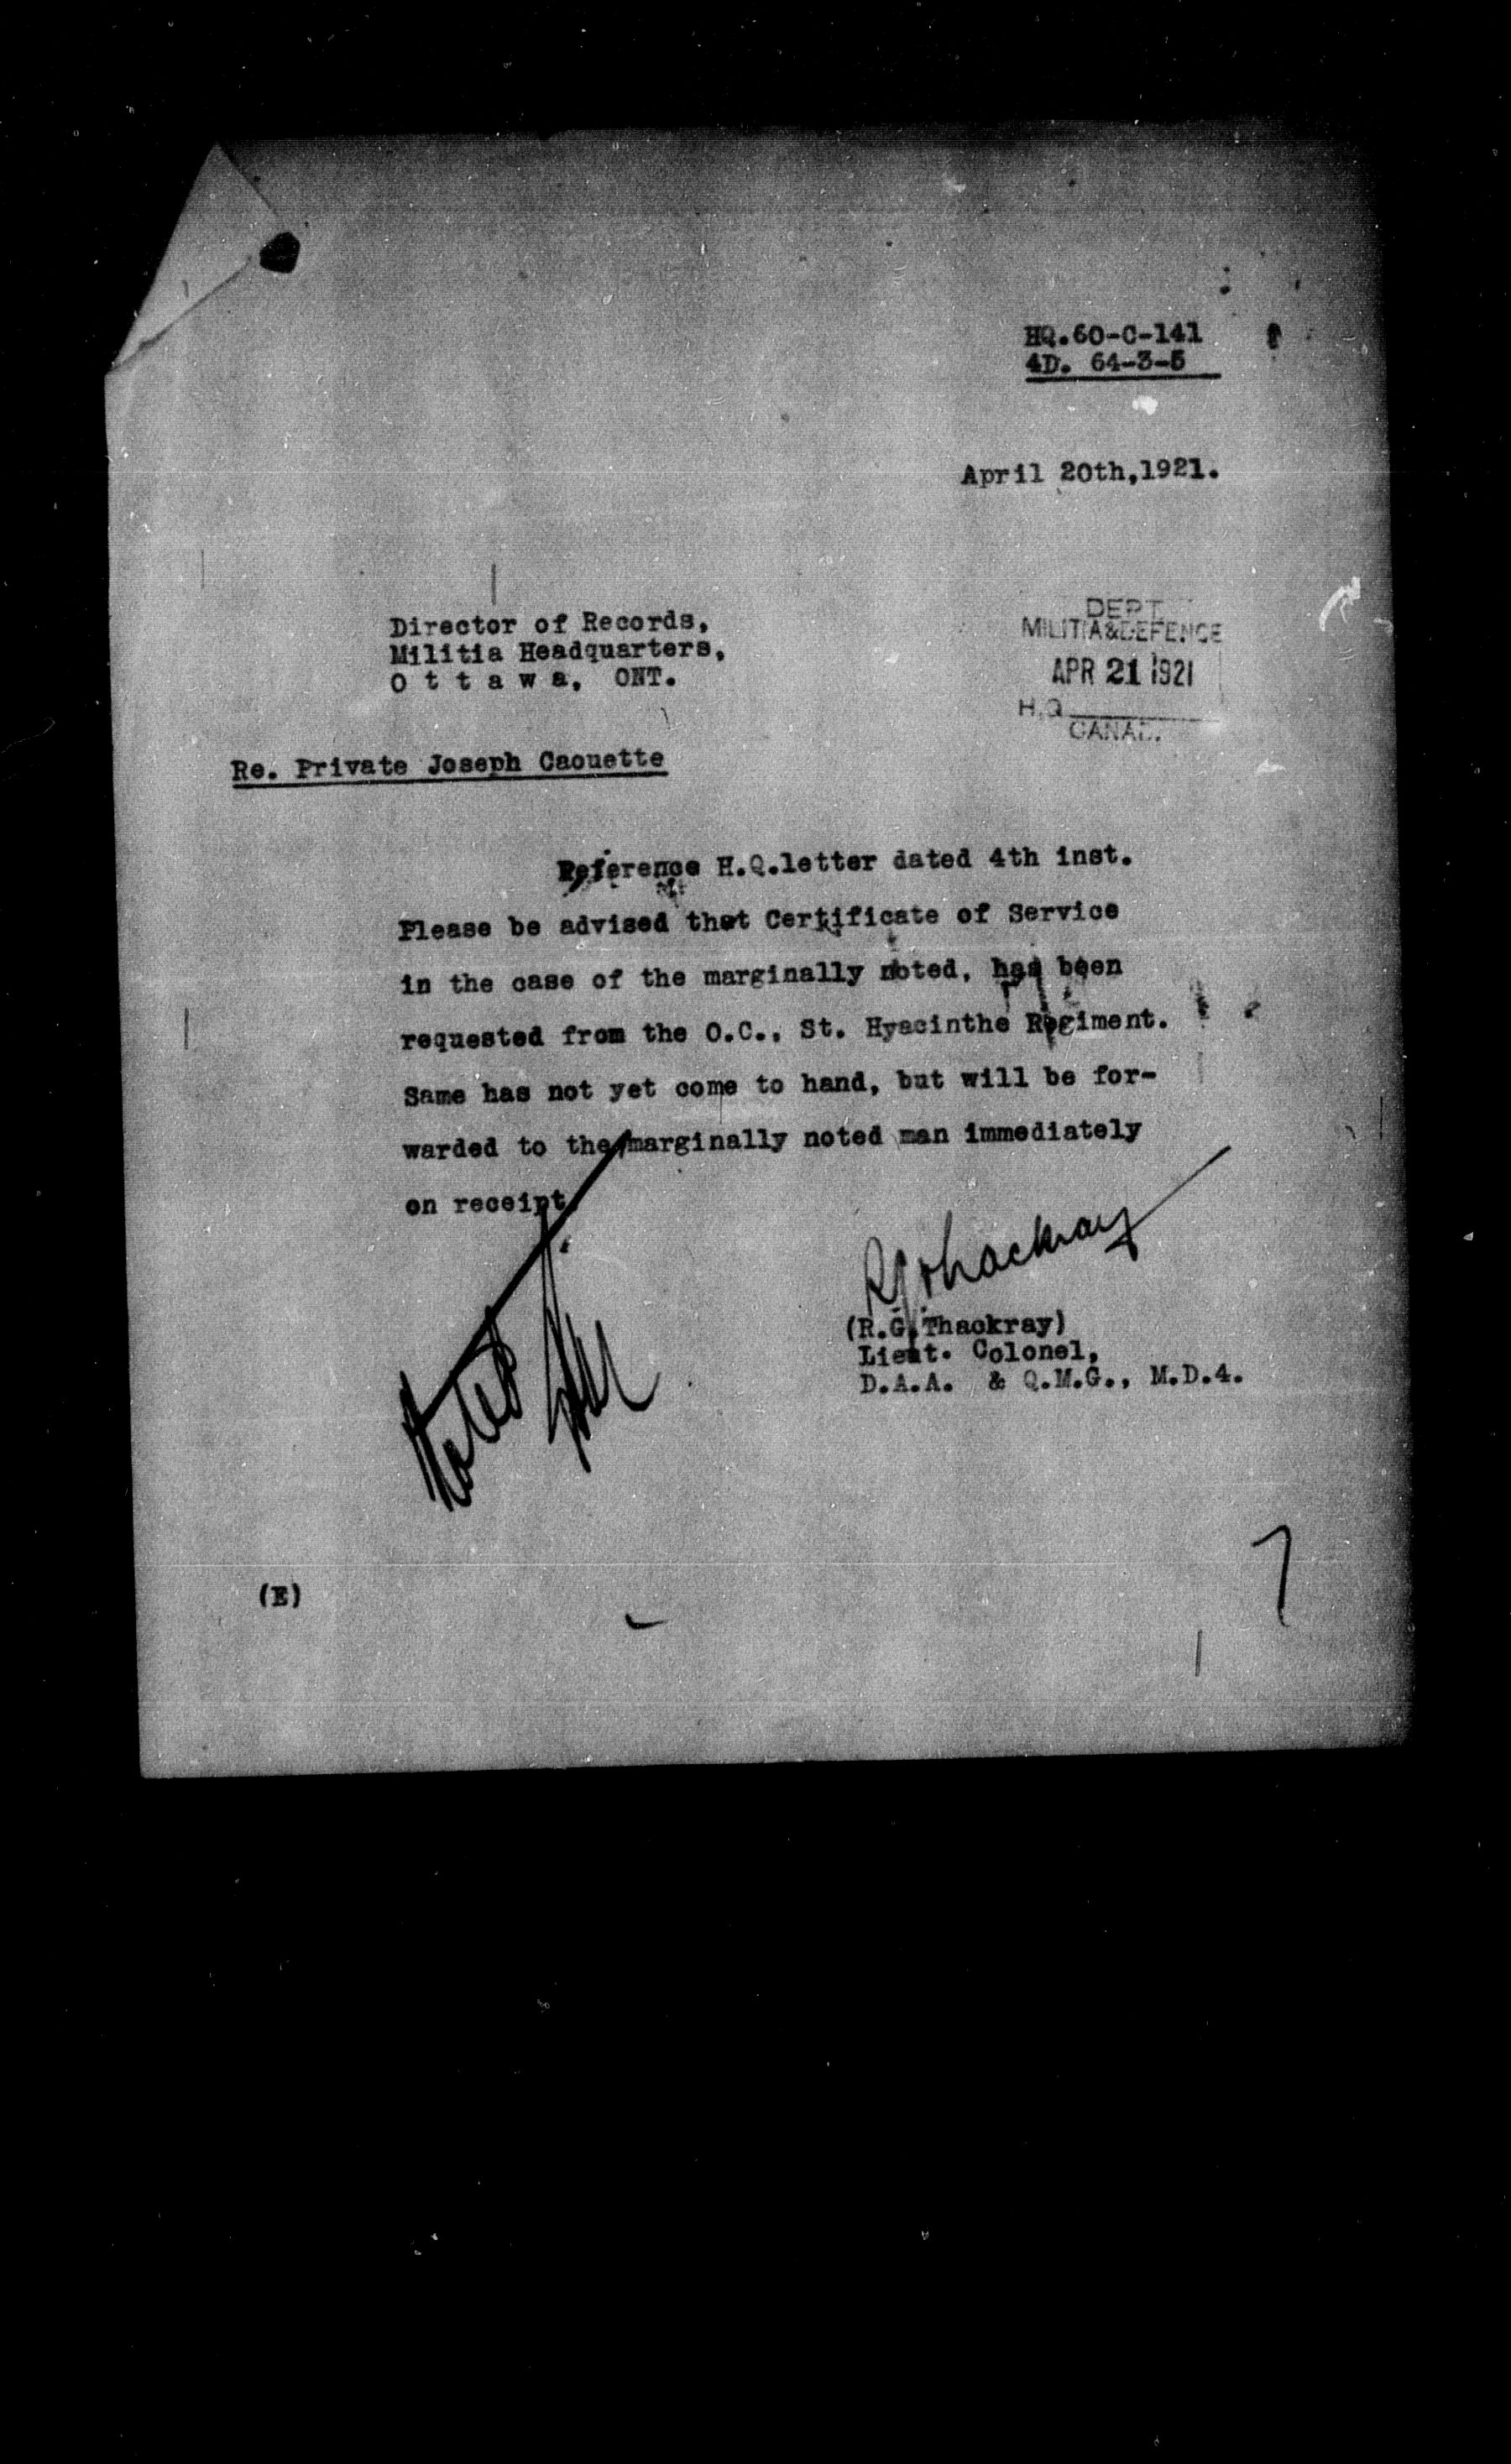 HQ.60-C-141
4D. 64-3-5
April 20th,1921.
Director of Records,
Militia Headquarters,
O t t a w a, ONT.
DEPT
MILITIA&DEFENCE
APR 21 1921
H.Q
CANAD.
Re. Private Joseph Caouette
Reference H.Q.letter dated 4th inst.
Please be advised that Certificate of Service
in the case of the marginally noted, has been
requested from the O.C., St. Hyacinthe Regiment.
Same has not yet come to hand, but will be for-
warded to the marginally noted man immediately
on receipt.
RGThackray
(R.G.Thackray)
Lieut. Colonel,
D.A.A. & Q.M.G., M.D.4.
Noted
(E)
7